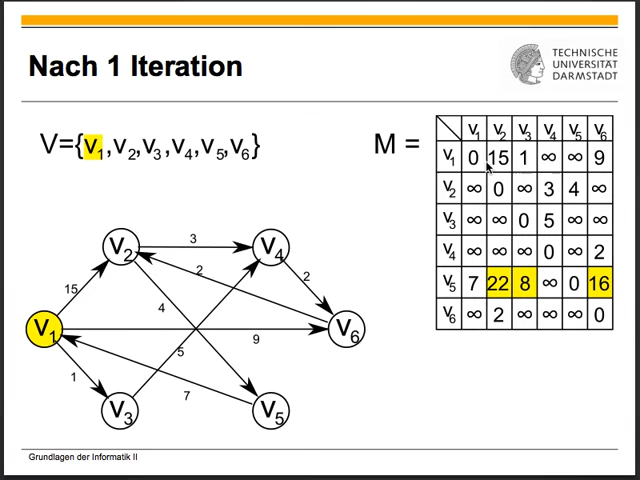 Nach 1 Iteration
TECHNISCHE
UNIVERSITÄT
DARMSTADT
V={v1,v2,v3,v4,v5,v6}
M =
v1 v2 v3 v4 v5 v6
v1 0 15 1 ∞ ∞ 9
v2 ∞ 0 ∞ 3 4 ∞
v3 ∞ ∞ 0 5 ∞ ∞
v4 ∞ ∞ ∞ 0 ∞ 2
v5 7 22 8 ∞ 0 16
v6 ∞ 2 ∞ ∞ ∞ 0
v2 3 v4
15 2 2
4
v1 9 v6
5
1 7
v3 v5
Grundlagen der Informatik II